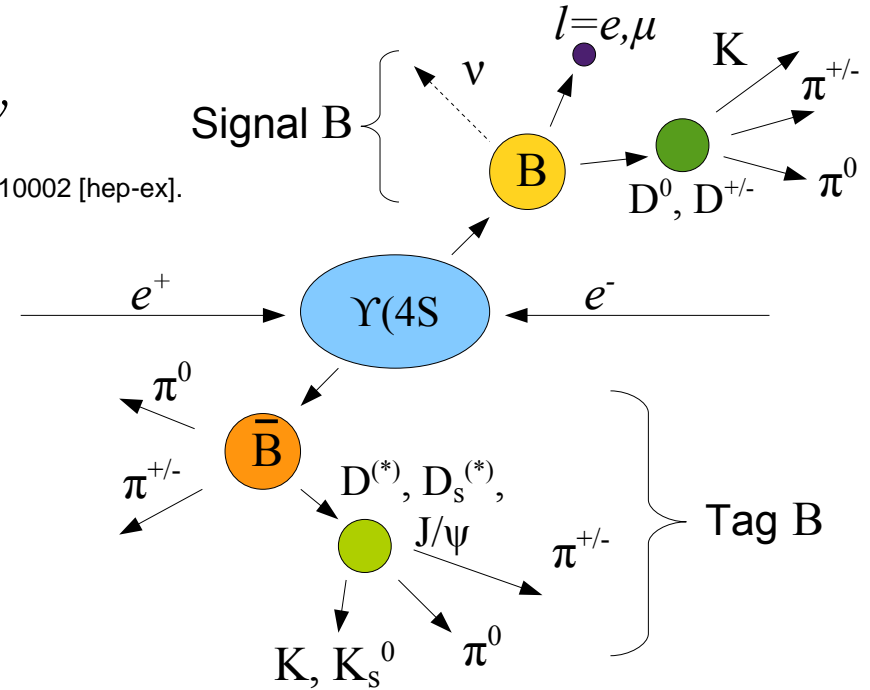 l=e,μ
ν
K
π+/-
Signal B
B
π0
D0, D+/-
10002 [hep-ex].
e+
ϒ(4S
e-
π0
B̄
π+/-
D(*), Ds(*),
J/ψ
π+/-
Tag B
K, Ks0
π0